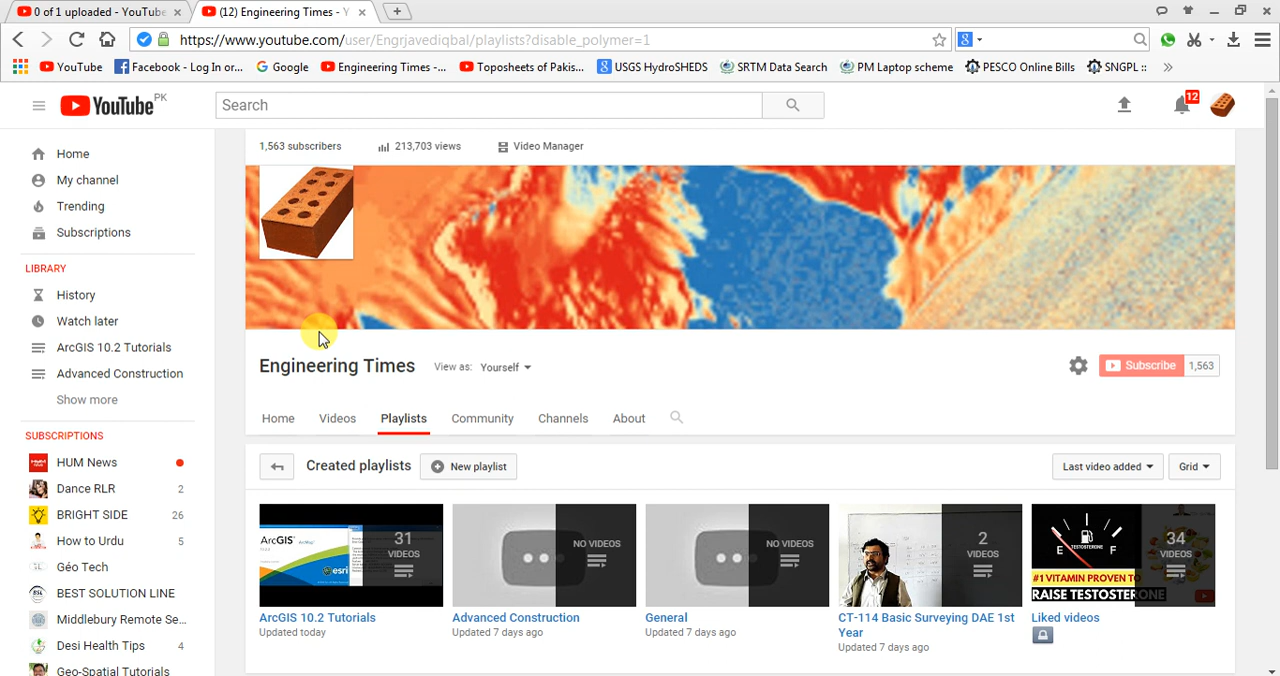 0 of 1 uploaded - YouTube
(12) Engineering Times - Y
https://www.youtube.com/user/Engrjavediqbal/playlists?disable_polymer=1
YouTube
Facebook - Log In or...
Google
Engineering Times -...
Toposheets of Pakis...
USGS HydroSHEDS
SRTM Data Search
PM Laptop scheme
PESCO Online Bills
SNGPL ::
YouTube PK
Search
12
Home
My channel
Trending
Subscriptions
LIBRARY
History
Watch later
ArcGIS 10.2 Tutorials
Advanced Construction
Show more
SUBSCRIPTIONS
HUM News
Dance RLR 2
BRIGHT SIDE 26
How to Urdu 5
Géo Tech
BEST SOLUTION LINE
Middlebury Remote Se...
Desi Health Tips 4
Geo-Spatial Tutorials
1,563 subscribers
213,703 views
Video Manager
Engineering Times
View as: Yourself
Subscribe 1,563
Home Videos Playlists Community Channels About
Created playlists
New playlist
Last video added
Grid
ArcGIS
esri
31
VIDEOS
ArcGIS 10.2 Tutorials
Updated today
NO VIDEOS
Advanced Construction
Updated 7 days ago
NO VIDEOS
General
Updated 7 days ago
2
VIDEOS
CT-114 Basic Surveying DAE 1st
Year
Updated 7 days ago
E TESTOSTERONE F
#1 VITAMIN PROVEN TO
RAISE TESTOSTERONE
34
VIDEOS
Liked videos